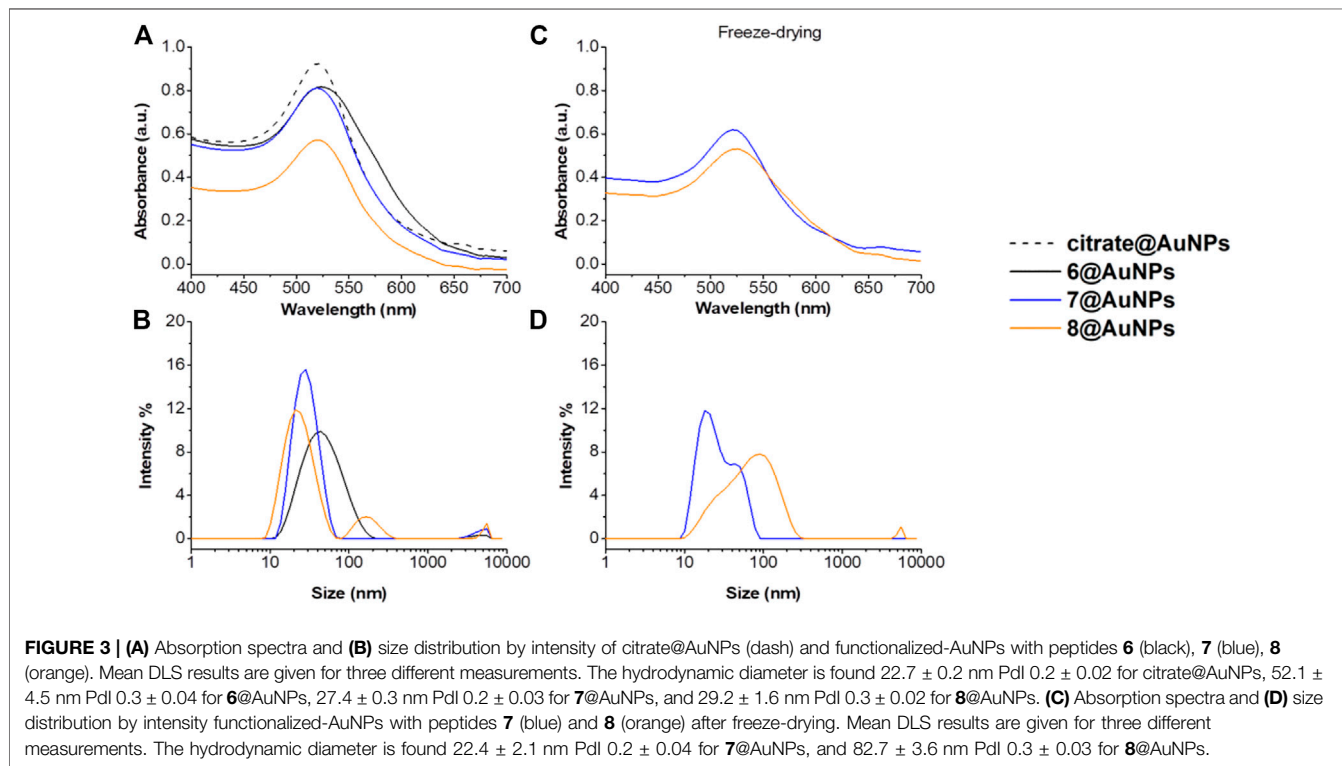 A
1.0
0.8
0.6
0.4
0.2
0.0
Absorbance (a.u.)
400 450 500 550 600 650 700
Wavelength (nm)
C
Freeze-drying
1.0
0.8
0.6
0.4
0.2
0.0
Absorbance (a.u.)
400 450 500 550 600 650 700
Wavelength (nm)
citrate@AuNPs
6@AuNPs
7@AuNPs
8@AuNPs
B
20
16
12
8
4
0
Intensity %
1 10 100 1000 10000
Size (nm)
D
20
16
12
8
4
0
Intensity %
1 10 100 1000 10000
Size (nm)
FIGURE 3 | (A) Absorption spectra and (B) size distribution by intensity of citrate@AuNPs (dash) and functionalized-AuNPs with peptides 6 (black), 7 (blue), 8
(orange). Mean DLS results are given for three different measurements. The hydrodynamic diameter is found 22.7 ± 0.2 nm PdI 0.2 ± 0.02 for citrate@AuNPs, 52.1 ±
4.5 nm PdI 0.3 ± 0.04 for 6@AuNPs, 27.4 ± 0.3 nm PdI 0.2 ± 0.03 for 7@AuNPs, and 29.2 ± 1.6 nm PdI 0.3 ± 0.02 for 8@AuNPs. (C) Absorption spectra and (D) size
distribution by intensity functionalized-AuNPs with peptides 7 (blue) and 8 (orange) after freeze-drying. Mean DLS results are given for three different
measurements. The hydrodynamic diameter is found 22.4 ± 2.1 nm PdI 0.2 ± 0.04 for 7@AuNPs, and 82.7 ± 3.6 nm PdI 0.3 ± 0.03 for 8@AuNPs.